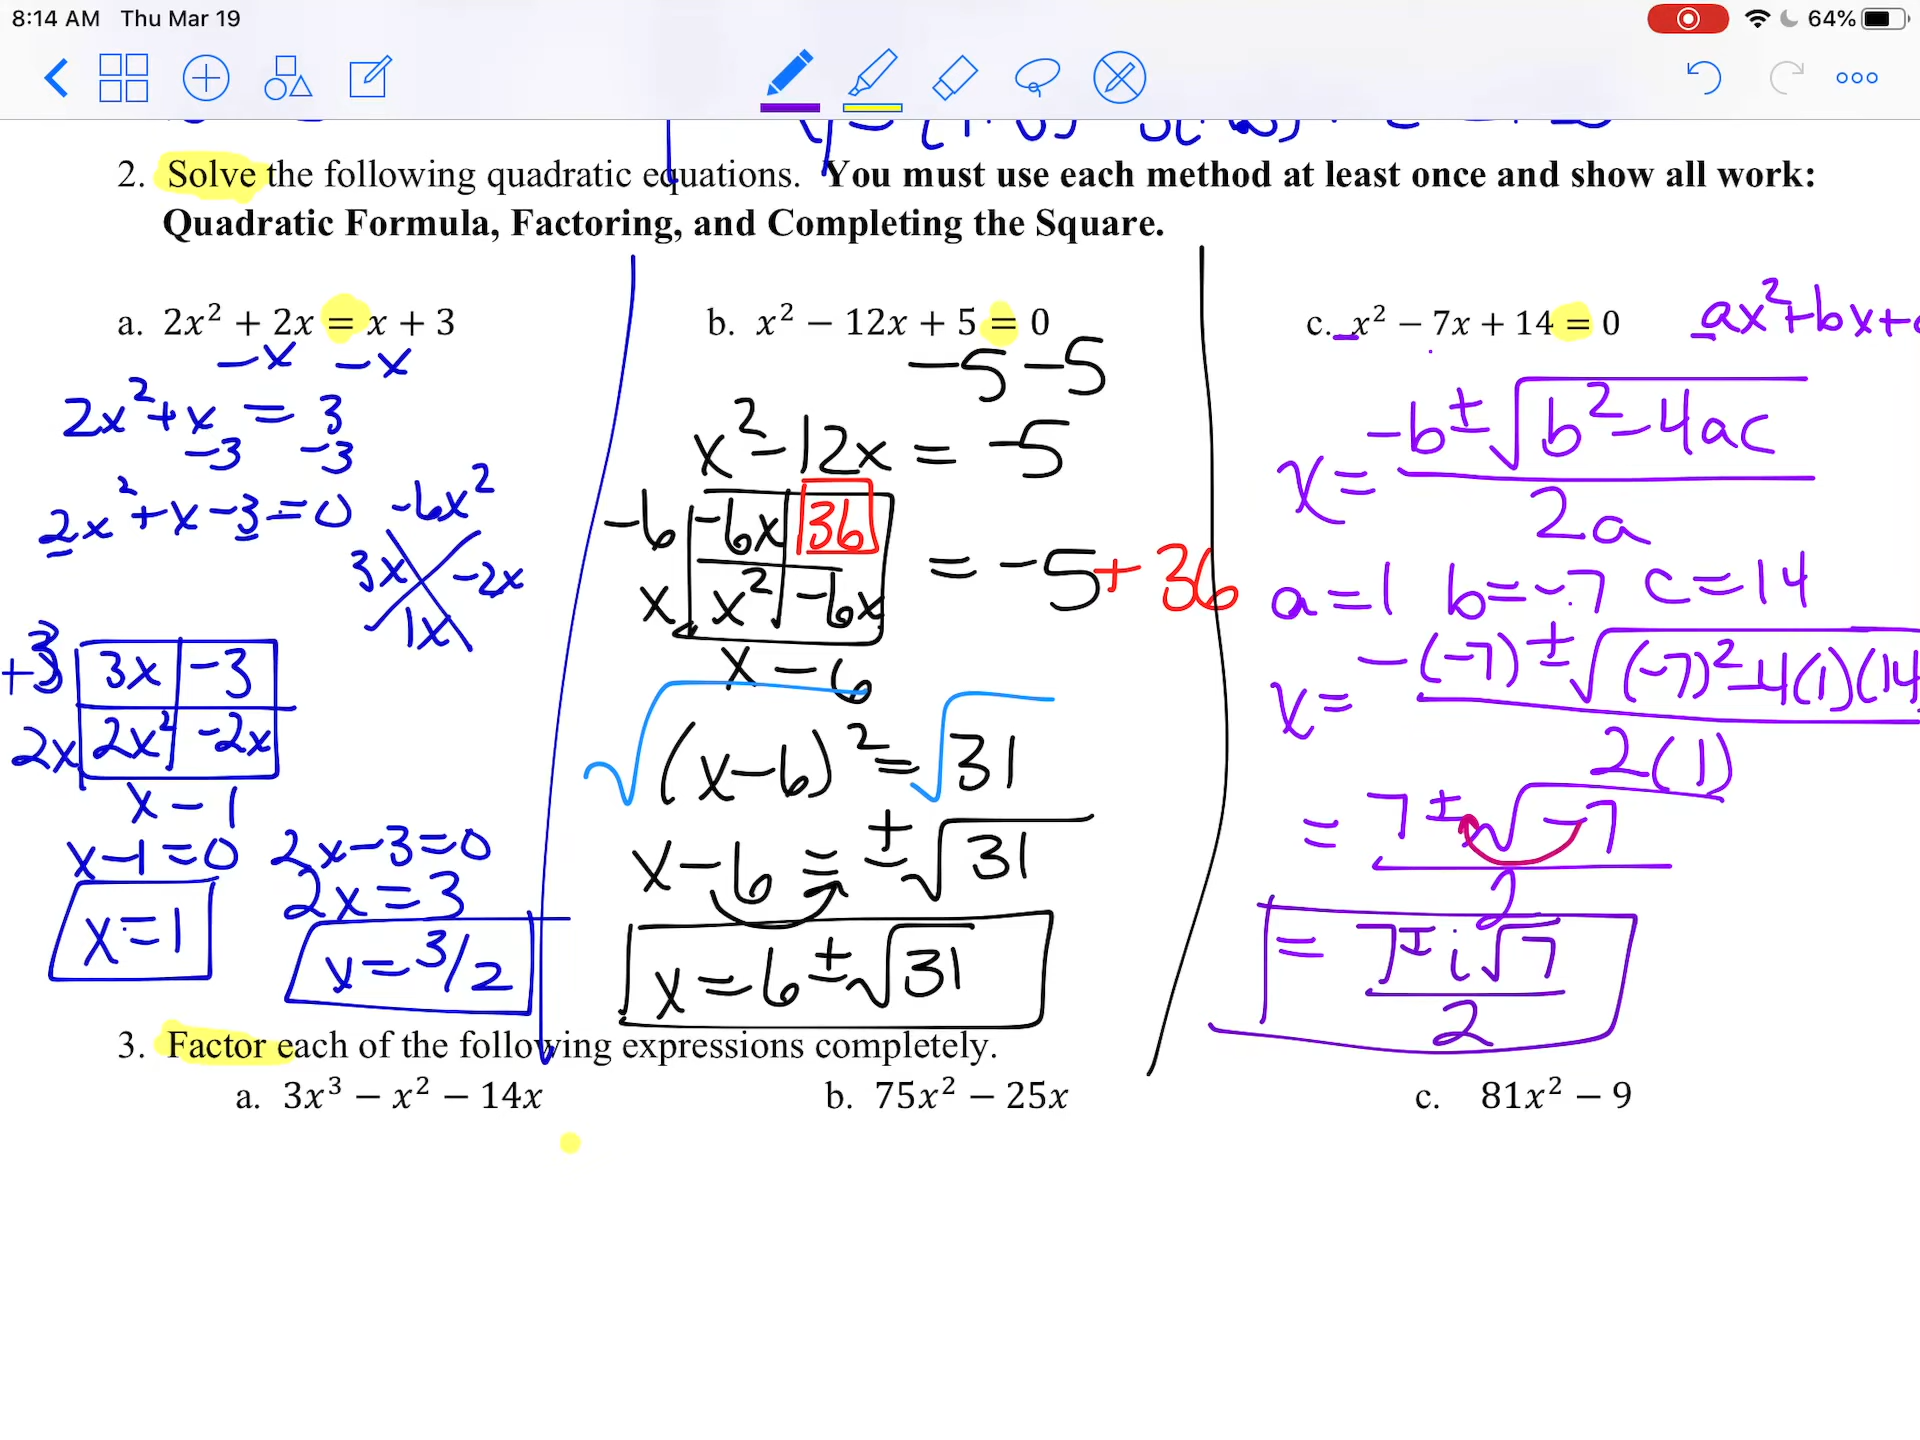 8:14 AM Thu Mar 19
64%
2. Solve the following quadratic equations. You must use each method at least once and show all work:
Quadratic Formula, Factoring, and Completing the Square.
a. 2x² + 2x = x + 3
−x −x
2x² + x = 3
−3 −3
2x² + x − 3 = 0
−6x²
3x −2x
1x
+3 3x −3
2x 2x² −2x
x − 1
x − 1 = 0 2x − 3 = 0
2x = 3
x = 1 x = 3/2
b. x² − 12x + 5 = 0
−5 −5
x² − 12x = −5
−6 −6x 36
x x² −6x
= −5 + 36
x − 6
√(x − 6)² = √31
x − 6 = ±√31
x = 6 ± √31
c. x² − 7x + 14 = 0
ax² + bx +
x = −b ± √b² − 4ac
2a
a = 1 b = −7 c = 14
x = −(−7) ± √(−7)² − 4(1)(14
2(1)
= 7 ± √−7
2
= 7 ± i√7
2
3. Factor each of the following expressions completely.
a. 3x³ − x² − 14x b. 75x² − 25x c. 81x² − 9